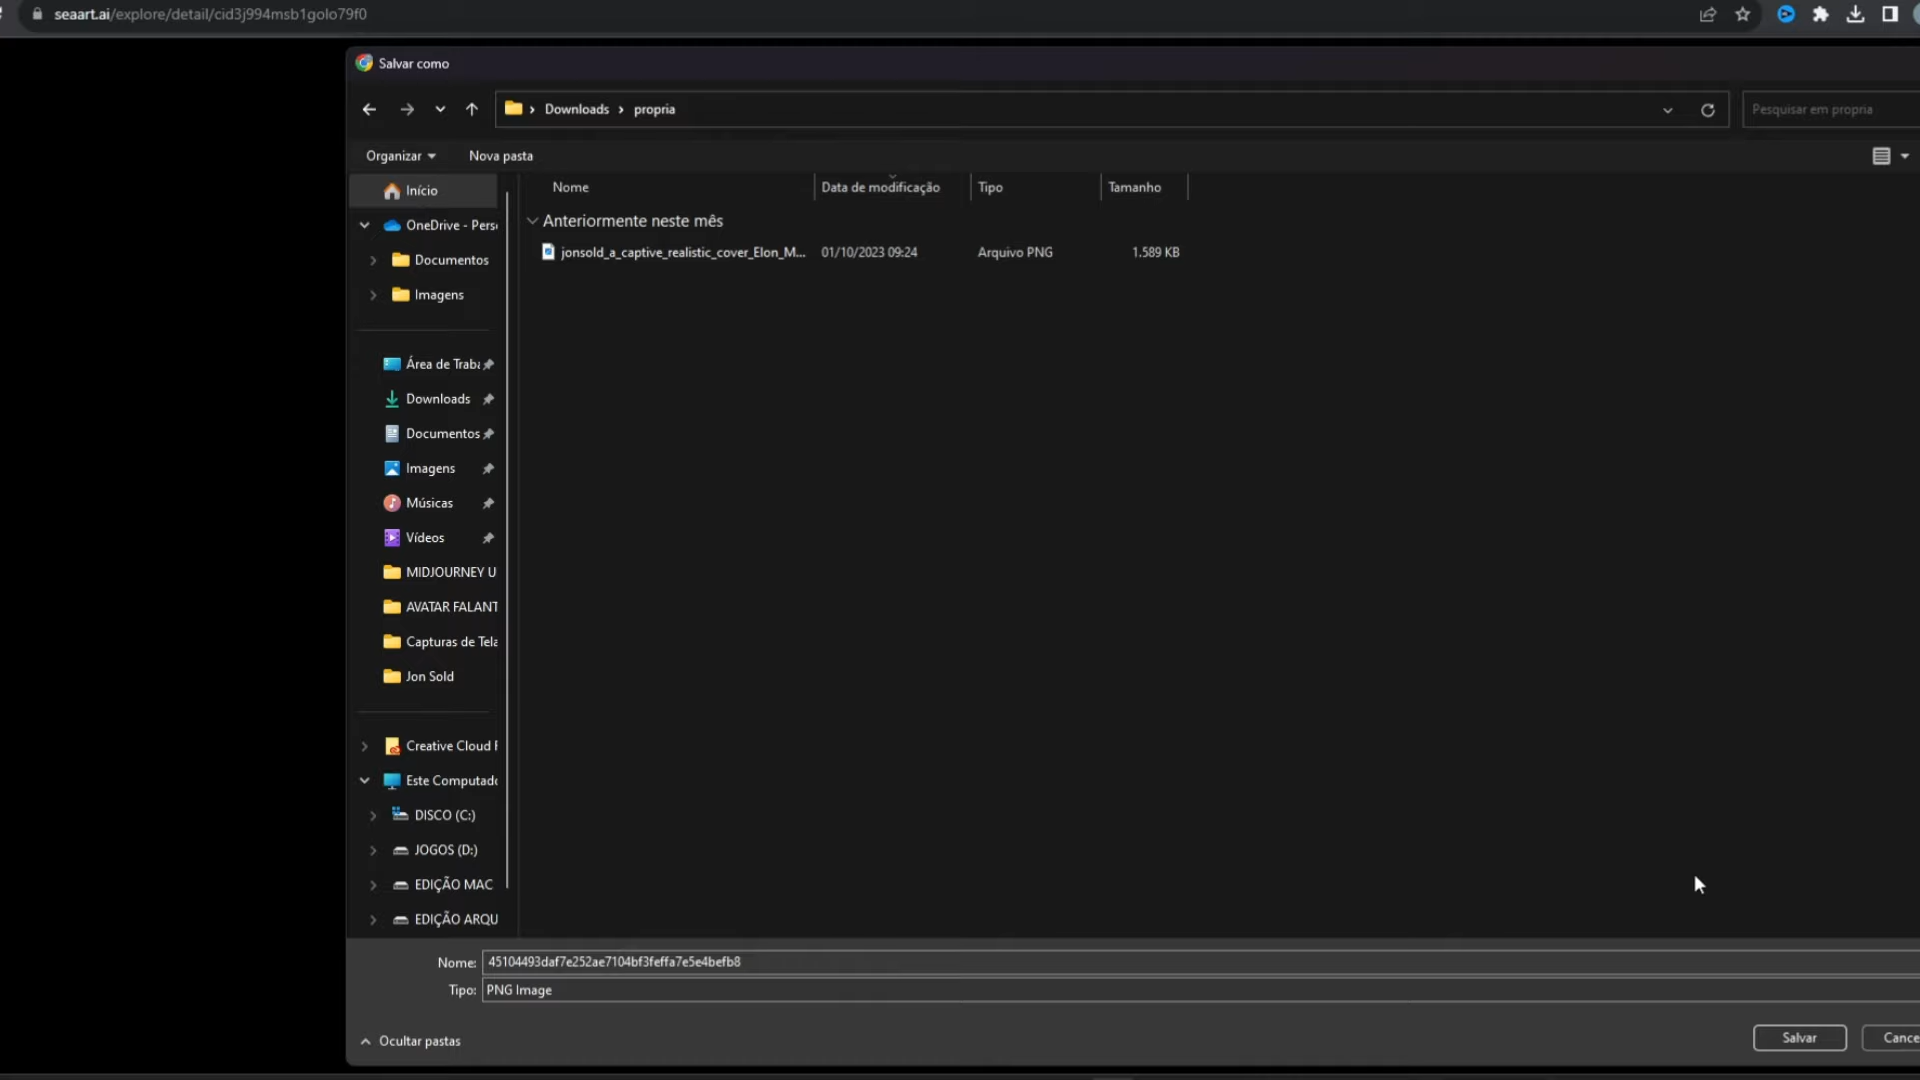 seaart.ai/explore/detail/cid3j994msb1golo79f0
Salvar como
Downloads > propria
Pesquisar em propria
Organizar
Nova pasta
Nome
Data de modificação
Tipo
Tamanho
Início
OneDrive - Perso
Documentos
Imagens
Área de Traba
Downloads
Documentos
Imagens
Músicas
Vídeos
MIDJOURNEY U
AVATAR FALANT
Capturas de Tela
Jon Sold
Creative Cloud F
Este Computado
DISCO (C:)
JOGOS (D:)
EDIÇÃO MAC
EDIÇÃO ARQU
Anteriormente neste mês
jonsold_a_captive_realistic_cover_Elon_M... 01/10/2023 09:24 Arquivo PNG 1.589 KB
Nome: 45104493daf7e252ae7104bf3feffa7e5e4befb8
Tipo: PNG Image
Ocultar pastas
Salvar
Cance